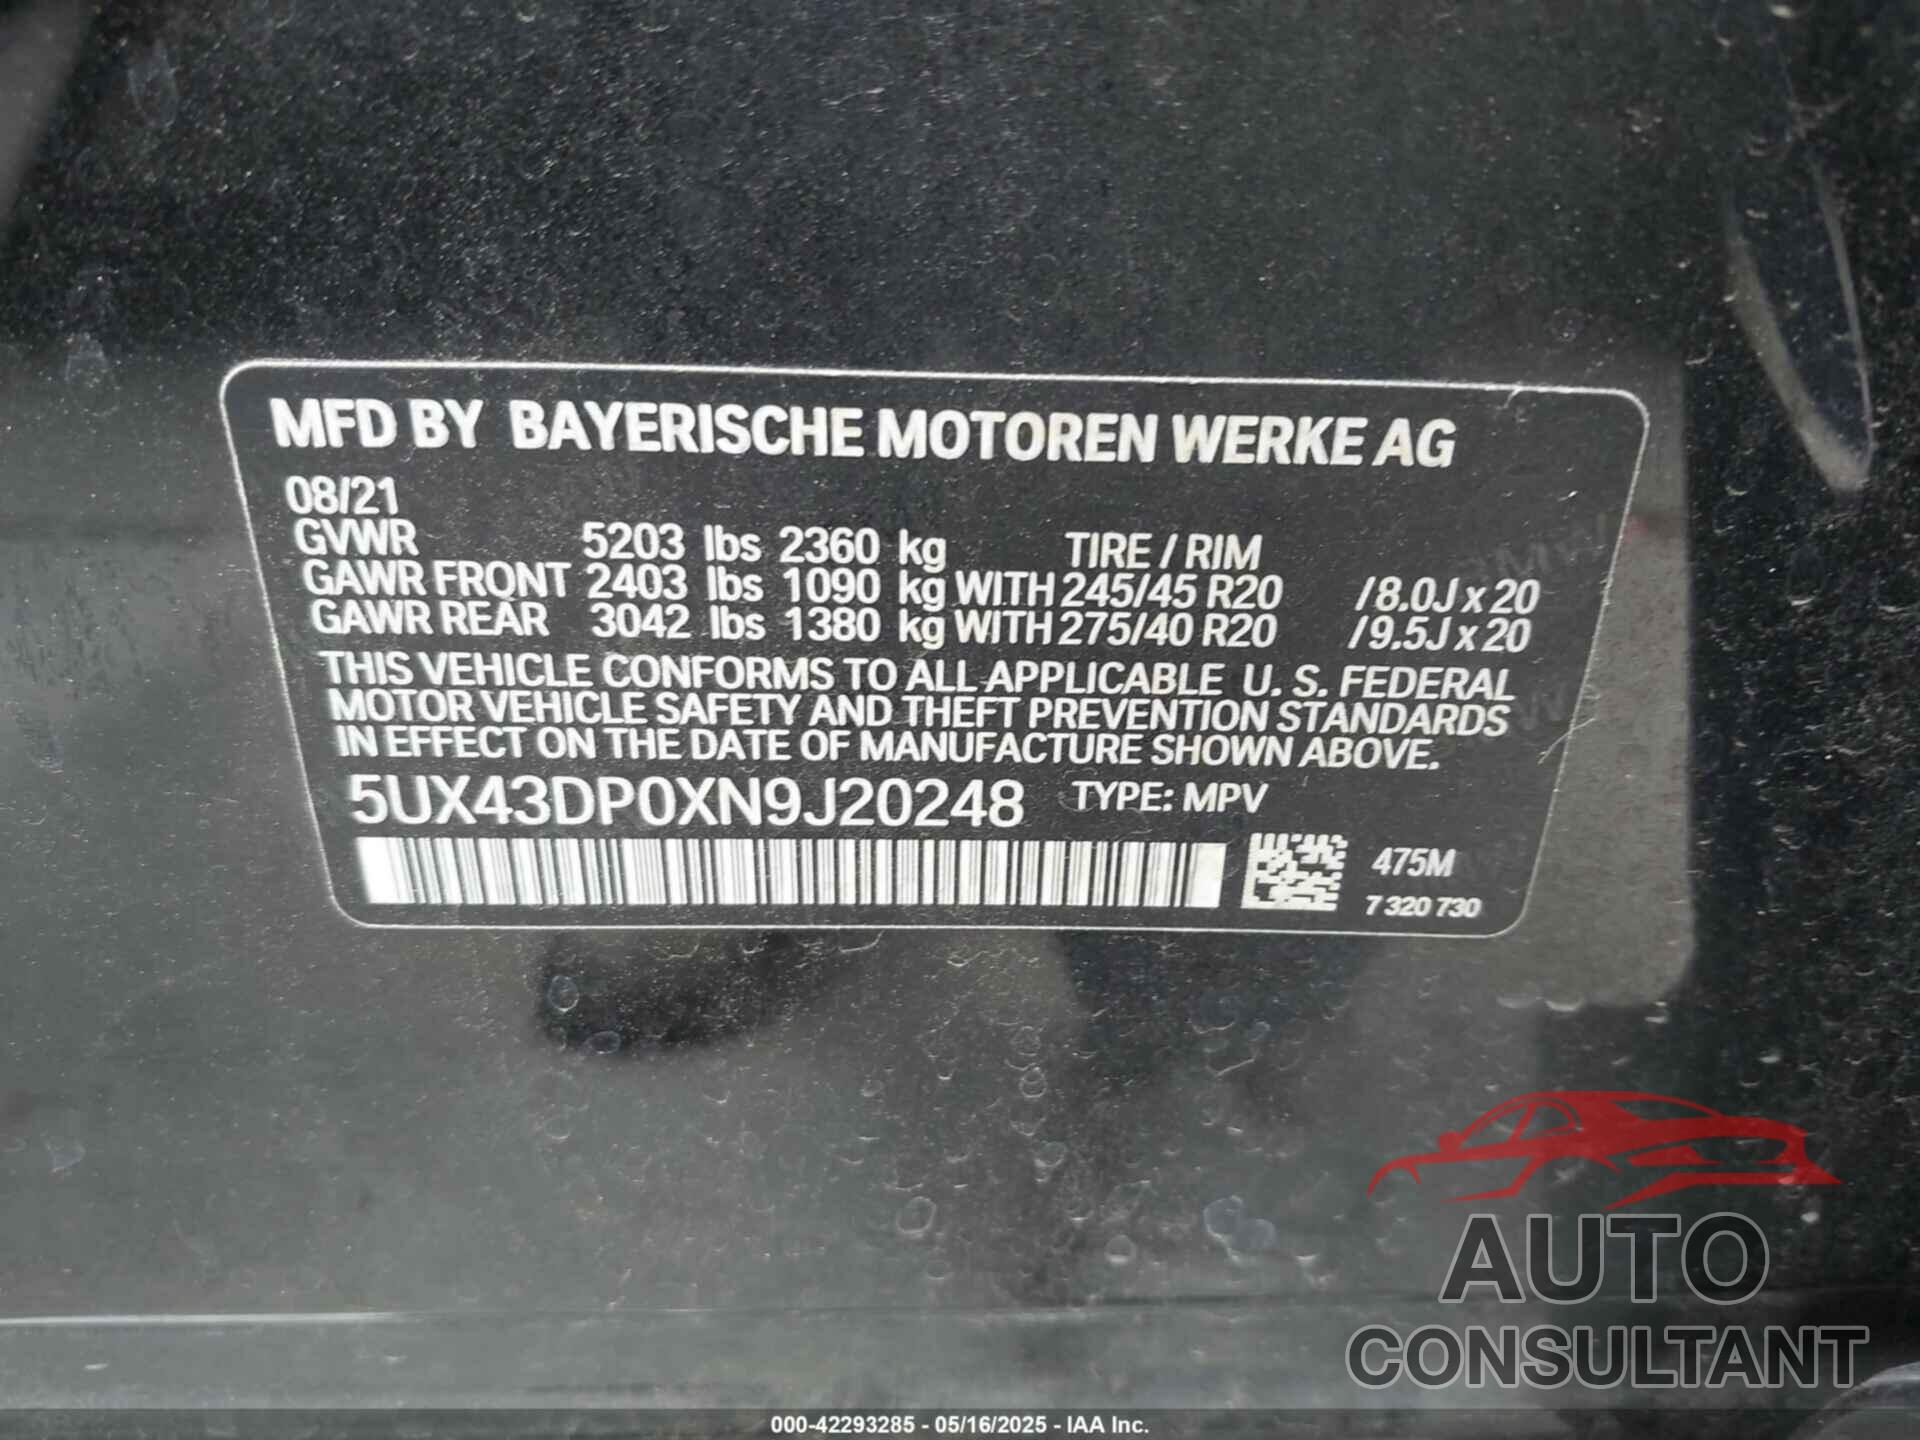 MFD BY BAYERISCHE MOTOREN WERKE AG
08/21
GVWR 5203 lbs 2360 kg TIRE / RIM
GAWR FRONT 2403 lbs 1090 kg WITH 245/45 R20 /8.0J x 20
GAWR REAR 3042 lbs 1380 kg WITH 275/40 R20 /9.5J x 20
THIS VEHICLE CONFORMS TO ALL APPLICABLE U. S. FEDERAL
MOTOR VEHICLE SAFETY AND THEFT PREVENTION STANDARDS
IN EFFECT ON THE DATE OF MANUFACTURE SHOWN ABOVE.
5UX43DP0XN9J20248 TYPE: MPV
475M
7 320 730
AUTO
CONSULTANT
000-42293285 - 05/16/2025 - IAA Inc.